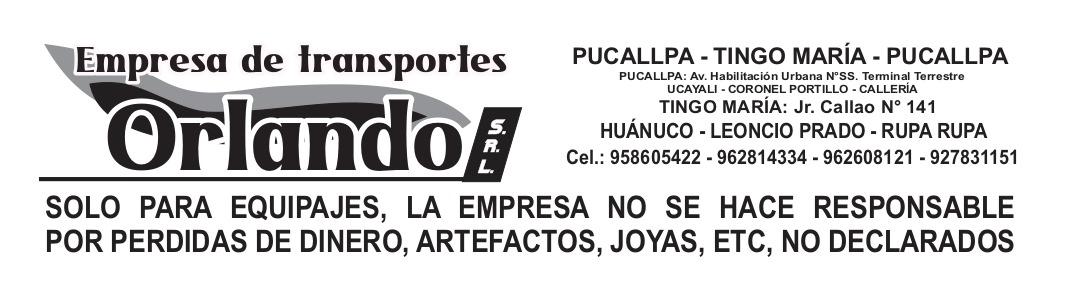 Empresa de transportes
Orlando
S.R.L.
PUCALLPA - TINGO MARÍA - PUCALLPA
PUCALLPA: Av. Habilitación Urbana N°SS. Terminal Terrestre
UCAYALI - CORONEL PORTILLO - CALLERÍA
TINGO MARÍA: Jr. Callao N° 141
HUÁNUCO - LEONCIO PRADO - RUPA RUPA
Cel.: 958605422 - 962814334 - 962608121 - 927831151
SOLO PARA EQUIPAJES, LA EMPRESA NO SE HACE RESPONSABLE
POR PERDIDAS DE DINERO, ARTEFACTOS, JOYAS, ETC, NO DECLARADOS